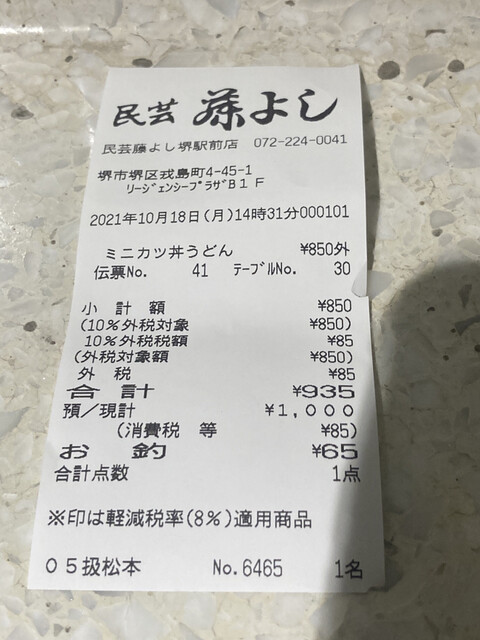 民芸 藤よし
民芸藤よし堺駅前店 072-224-0041
堺市堺区戎島町4-45-1
リージェンシープラザB1F
2021年10月18日(月)14時31分000101
ミニカツ丼うどん ¥850外
伝票No. 41 テーブルNo. 30
小計額 ¥850
(10%外税対象 ¥850)
10%外税税額 ¥85
(外税対象額 ¥850)
外税 ¥85
合計 ¥935
預/現計 ¥1,000
(消費税 等 ¥85)
お釣 ¥65
合計点数 1点
※印は軽減税率(8%)適用商品
05扱松本 No.6465 1名